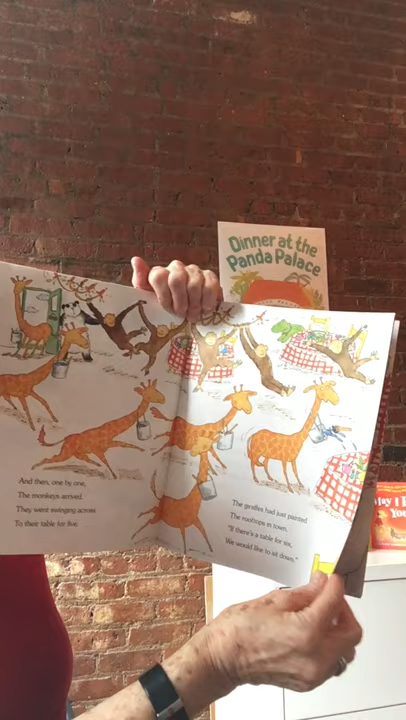 Dinner at the
Panda Palace
And then, one by one,
The monkeys arrived.
They went swinging across
To their table for five.
The giraffes had just painted
The rooftops in town.
"If there's a table for six,
We would like to sit down."
May I